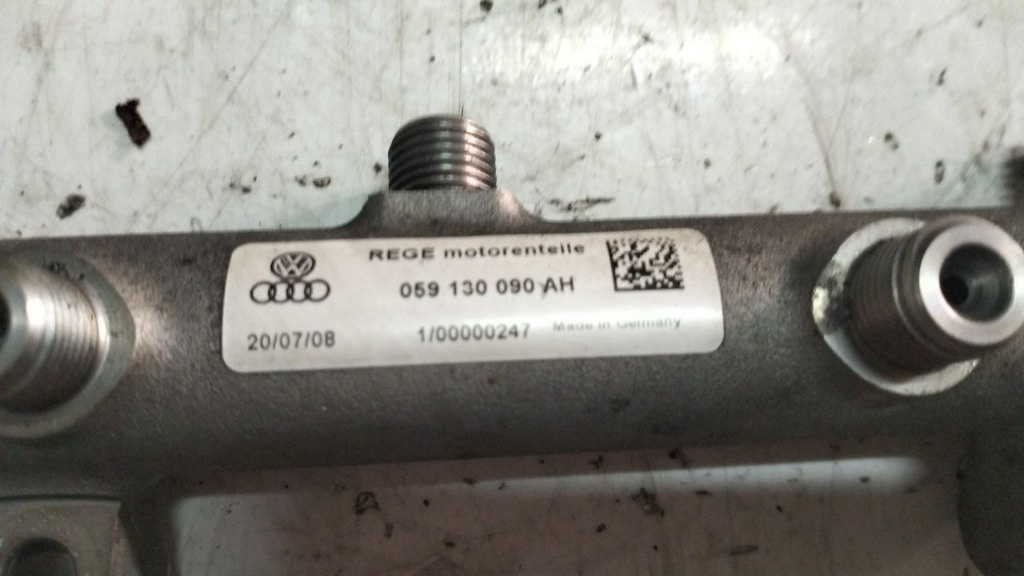 REGE motorenteile
059 130 090 AH
20/07/08 1/00000247 Made in Germany